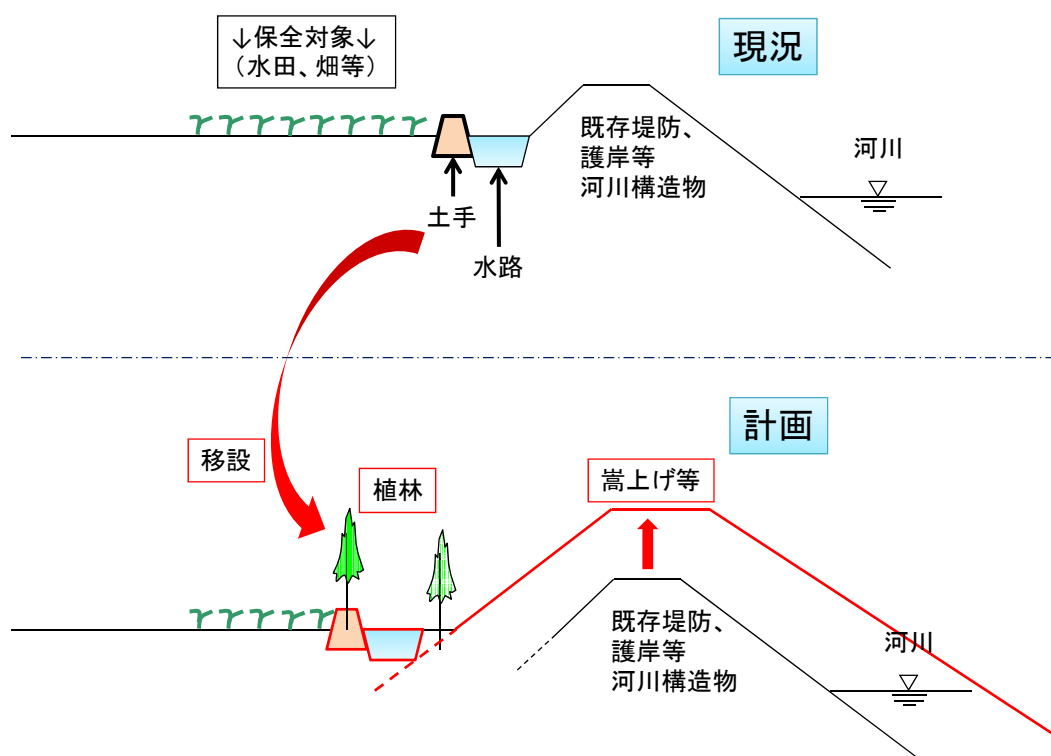 ↓保全対象↓
（水田、畑等）
現況
既存堤防、
護岸等
河川構造物
河川
土手
水路
計画
移設
植林
嵩上げ等
既存堤防、
護岸等
河川構造物
河川